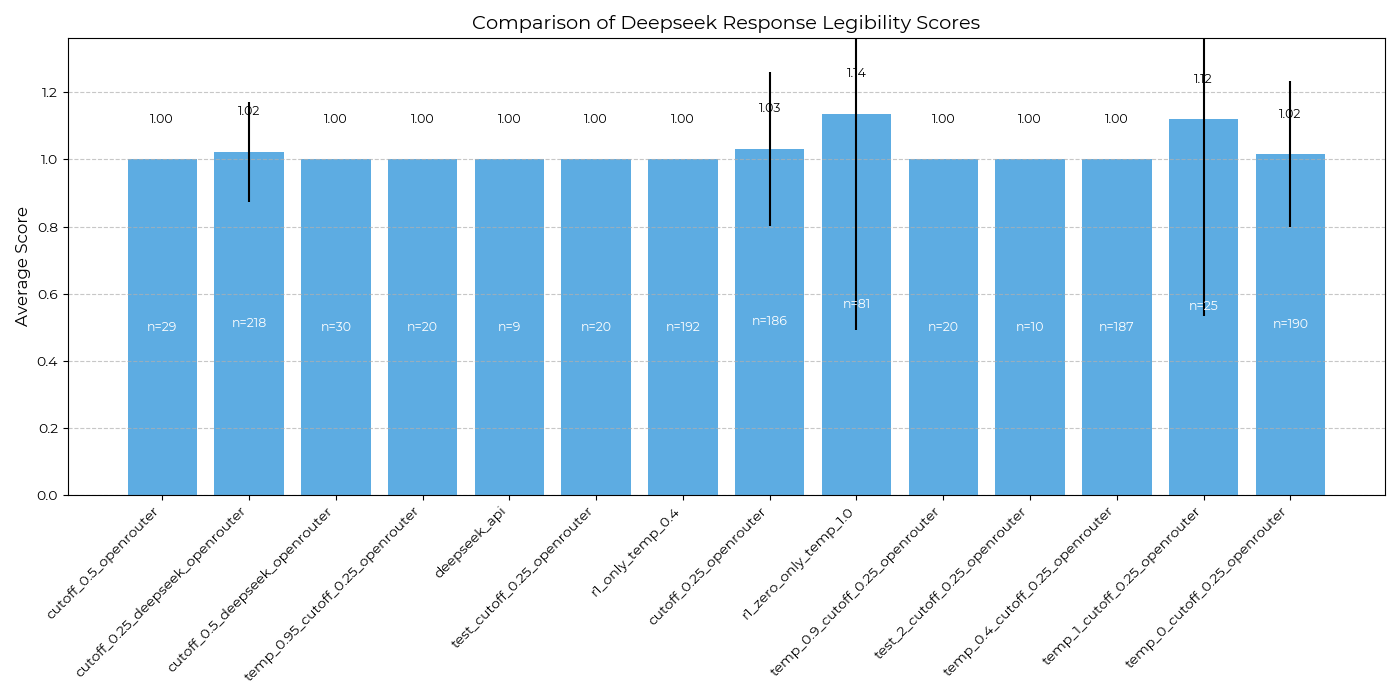 Comparison of Deepseek Response Legibility Scores
Average Score
1.2
1.0
0.8
0.6
0.4
0.2
0.0
1.00
1.02
1.00
1.00
1.00
1.00
1.00
1.03
1.14
1.00
1.00
1.00
1.12
1.02
n=29
n=218
n=30
n=20
n=9
n=20
n=192
n=186
n=81
n=20
n=10
n=187
n=25
n=190
cutoff_0.5_openrouter
cutoff_0.25_deepseek_openrouter
cutoff_0.5_deepseek_openrouter
temp_0.95_cutoff_0.25_openrouter
deepseek_api
test_cutoff_0.25_openrouter
r1_only_temp_0.4
cutoff_0.25_openrouter
r1_zero_only_temp_1.0
temp_0.9_cutoff_0.25_openrouter
test_2_cutoff_0.25_openrouter
temp_0.4_cutoff_0.25_openrouter
temp_1_cutoff_0.25_openrouter
temp_0_cutoff_0.25_openrouter